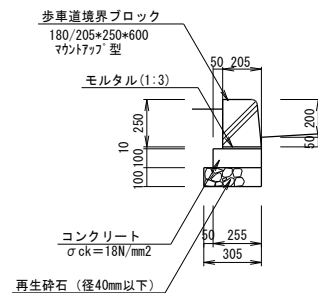 歩車道境界ブロック
180/205*250*600
マウントアップ型
50 205
モルタル(1:3)
250
10
100
100
200
50
コンクリート
σck=18N/mm2
50 255
305
再生砕石（径40mm以下）